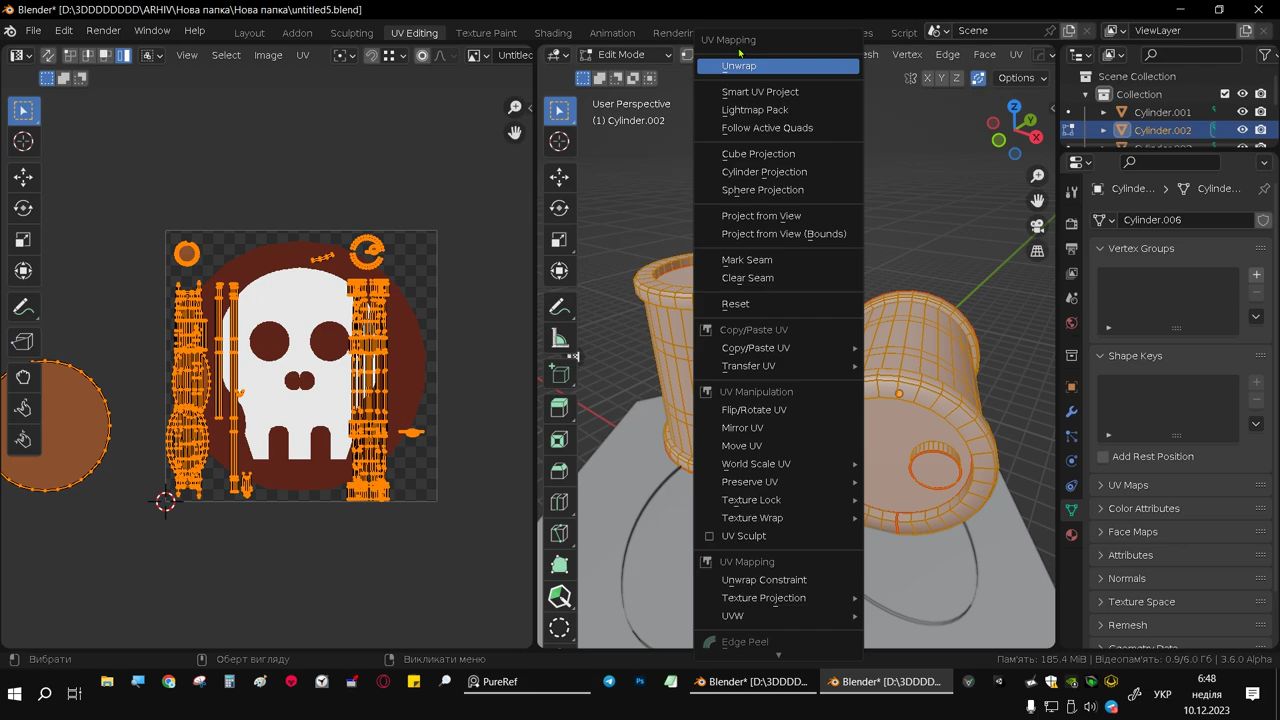 Blender* [D:\3DDDDDDD\ARHIV\Нова папка\Нова папка\untitled5.blend]
File Edit Render Window Help Layout Modeling Sculpting UV Editing Texture Paint Shading Animation Scene ViewLayer
View Select Image UV Untitled Edit Mode Vertex Edge Face
X Y Z Options
User Perspective
(1) Cylinder.002
UV Mapping
Unwrap
Smart UV Project
Lightmap Pack
Follow Active Quads
Cube Projection
Cylinder Projection
Sphere Projection
Project from View
Project from View (Bounds)
Mark Seam
Clear Seam
Reset
Copy/Paste UV
Copy/Paste UV
Transfer UV
UV Manipulation
Flip/Rotate UV
Mirror UV
Move UV
World Scale UV
Preserve UV
Texture Lock
Texture Wrap
UV Sculpt
UV Mapping
Unwrap Constraint
Texture Projection
UVW
Edge Peel
Z
Y
X
Scene Collection
Collection
Cylinder.001
Cylinder.002
Cylinde... Cylinde...
Cylinder.006
Vertex Groups
Shape Keys
Add Rest Position
UV Maps
Color Attributes
Face Maps
Attributes
Normals
Texture Space
Remesh
Вибрати Оберт вигляду Викликати меню Пам'ять: 185.4 MiB | Відеопам'ять: 0.9/6.0 Гб | 3.6.0 Alpha
PureRef Ps Blender* [D:\3DDDD... Blender* [D:\3DDDD... УКР
6:48
неділя
10.12.2023